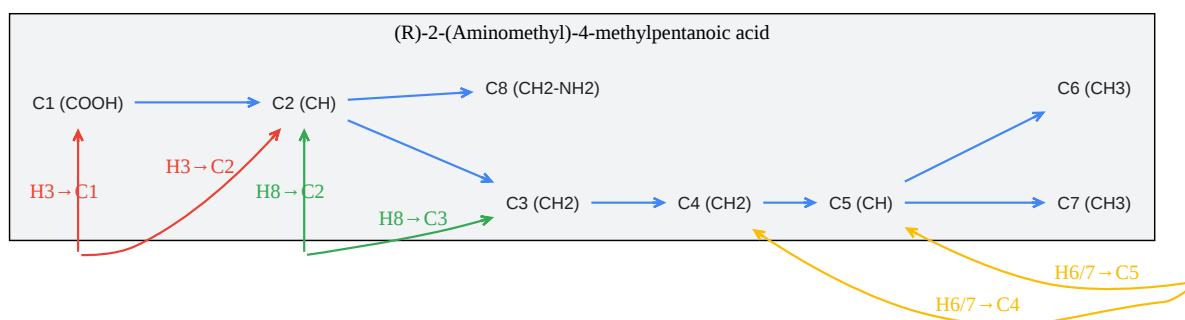 (R)-2-(Aminomethyl)-4-methylpentanoic acid
C1 (COOH)
C2 (CH)
C8 (CH2-NH2)
C6 (CH3)
H3→C1
H3→C2
H8→C2
H8→C3
C3 (CH2)
C4 (CH2)
C5 (CH)
C7 (CH3)
H6/7→C5
H6/7→C4